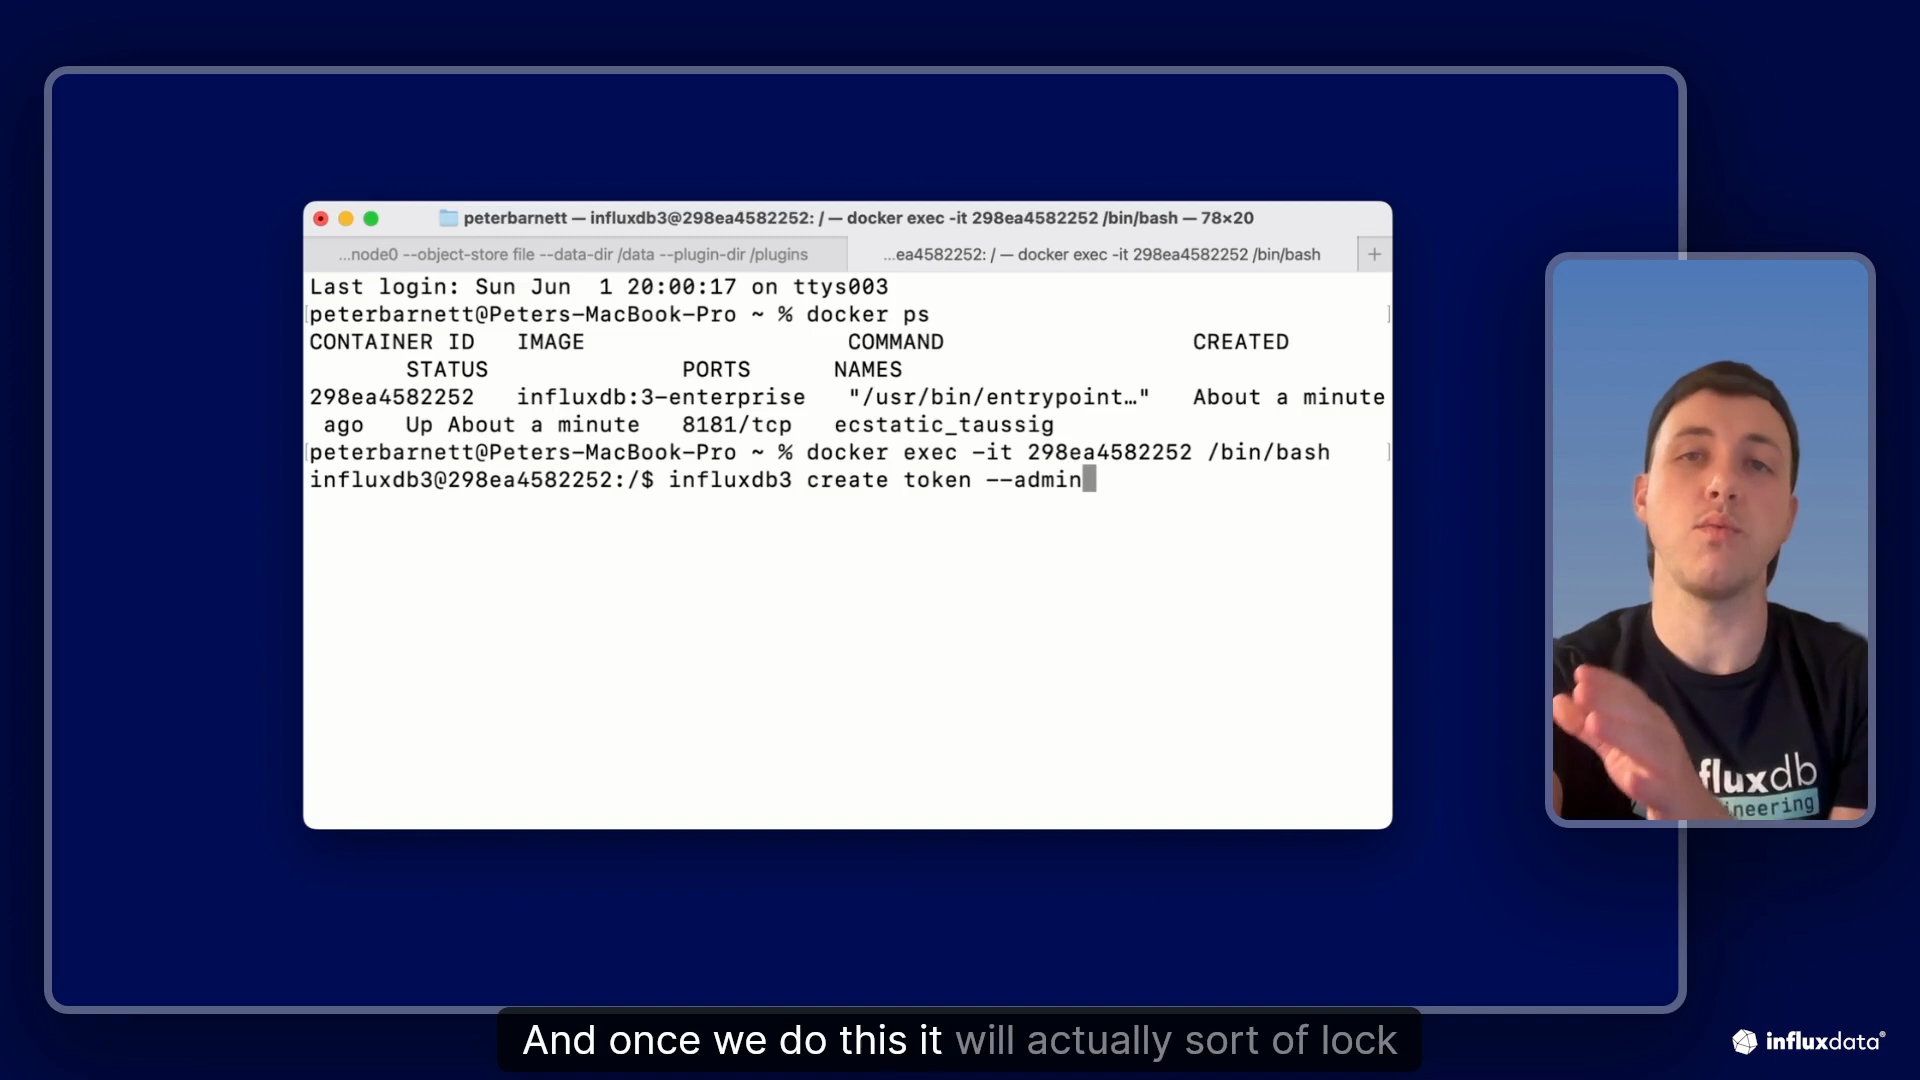 peterbarnett — influxdb3@298ea4582252: / — docker exec -it 298ea4582252 /bin/bash — 78×20
...node0 --object-store file --data-dir /data --plugin-dir /plugins
...ea4582252: / — docker exec -it 298ea4582252 /bin/bash
+
Last login: Sun Jun  1 20:00:17 on ttys003
[peterbarnett@Peters-MacBook-Pro ~ % docker ps ]
CONTAINER ID   IMAGE                   COMMAND                  CREATED
       STATUS              PORTS      NAMES
298ea4582252   influxdb:3-enterprise   "/usr/bin/entrypoint…"   About a minute
 ago   Up About a minute   8181/tcp   ecstatic_taussig
[peterbarnett@Peters-MacBook-Pro ~ % docker exec -it 298ea4582252 /bin/bash ]
influxdb3@298ea4582252:/$ influxdb3 create token --admin
fluxdb
ineering
And once we do this it will actually sort of lock
influxdata®